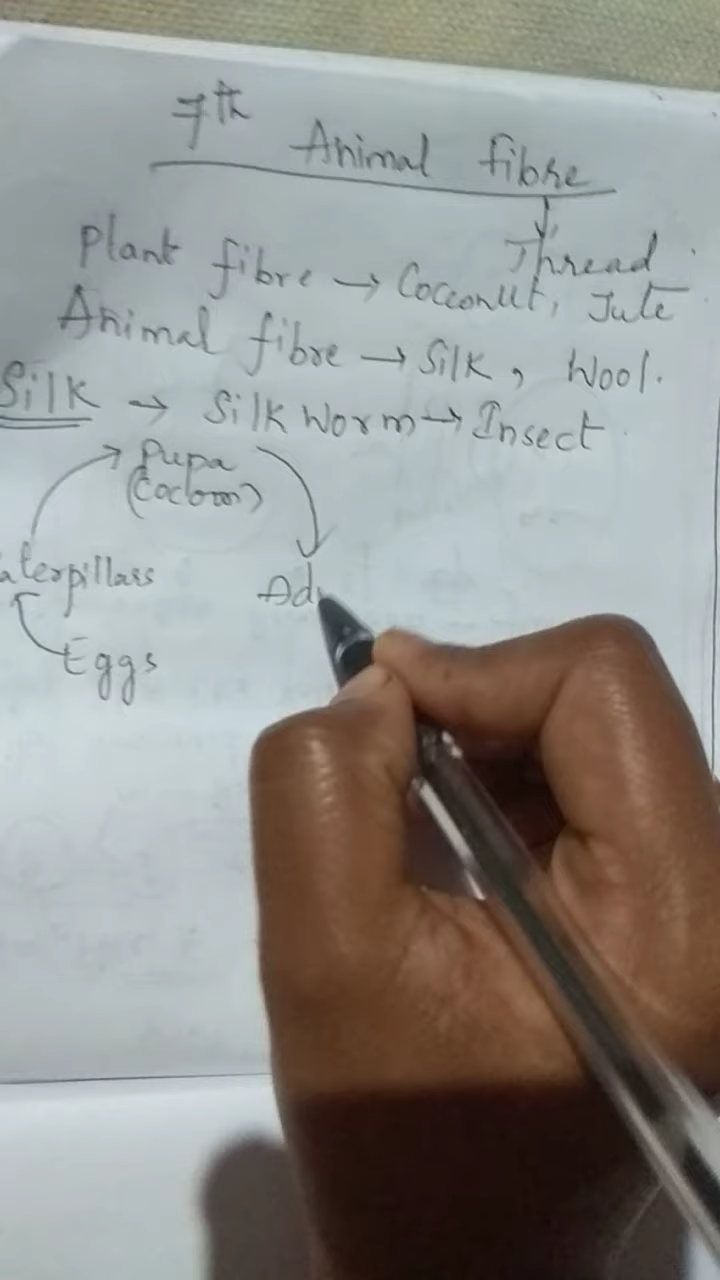 7th Animal fibre
Thread
Plant fibre → Cocconut, Jute
Animal fibre → Silk, Wool.
Silk → Silk Worm → Insect
Pupa
(Cocoon)
aterpillars
Ad
Eggs